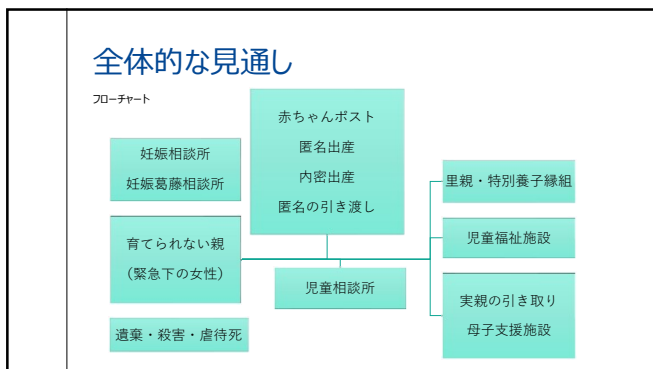 全体的な見通し
フローチャート
赤ちゃんポスト
匿名出産
内密出産
匿名の引き渡し
妊娠相談所
妊娠葛藤相談所
育てられない親
(緊急下の女性)
遺棄・殺害・虐待死
児童相談所
里親・特別養子縁組
児童福祉施設
実親の引き取り
母子支援施設